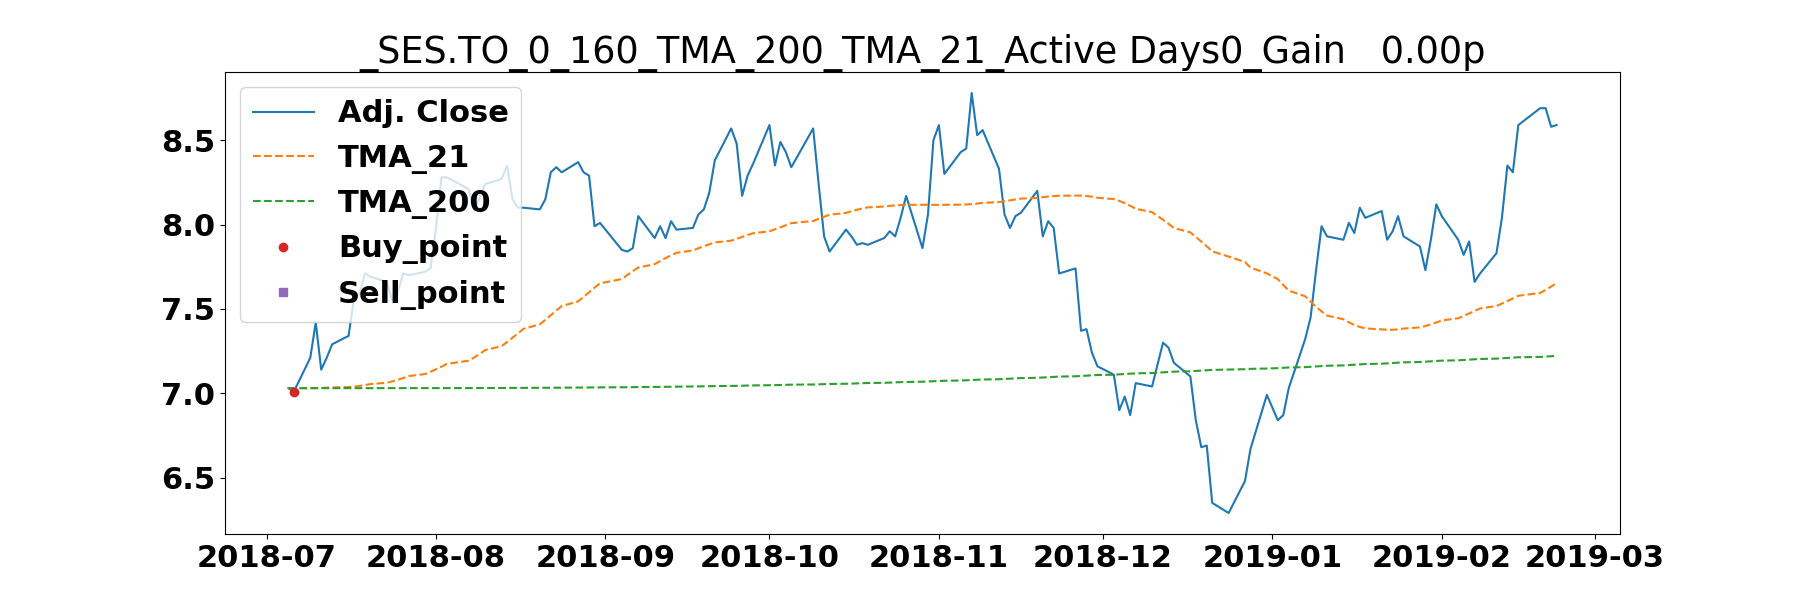 _SES.TO_0_160_TMA_200_TMA_21_Active Days0_Gain   0.00p
Adj. Close
TMA_21
TMA_200
Buy_point
Sell_point
8.5
8.0
7.5
7.0
6.5
2018-07 2018-08 2018-09 2018-10 2018-11 2018-12 2019-01 2019-02 2019-03